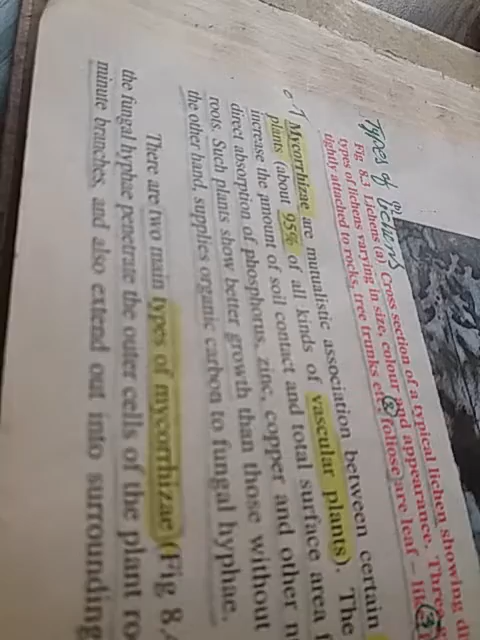 Types of lichens
Fig 8.3 Lichens (a) Cross section of a typical lichen showing
types of lichens varying in size, colour and appearance. Three
tightly attached to rocks, tree trunks etc foliose are leaf – 
Mycorrhizae are mutualistic association between certain
plants (about 95% of all kinds of vascular plants). The
increase the amount of soil contact and total surface area
direct absorption of phosphorus, zinc, copper and other
roots. Such plants show better growth than those without
the other hand, supplies organic carbon to fungal hyphae.
There are two main types of mycorrhizae (Fig 8.
the fungal hyphae penetrate the outer cells of the plant
minute branches, and also extend out into surrounding